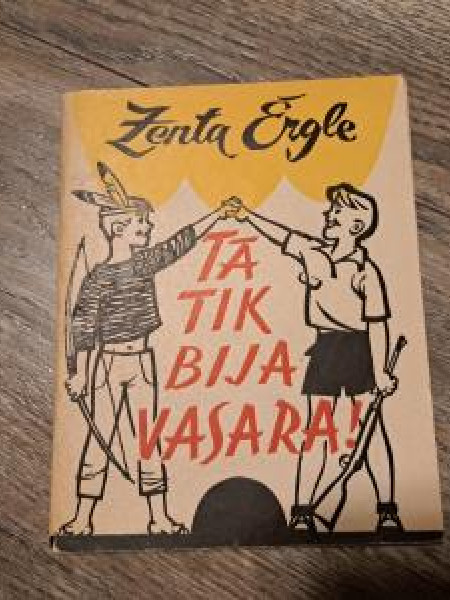 Zenta Ērgle
TĀ
TIK
BIJA
VASARA!